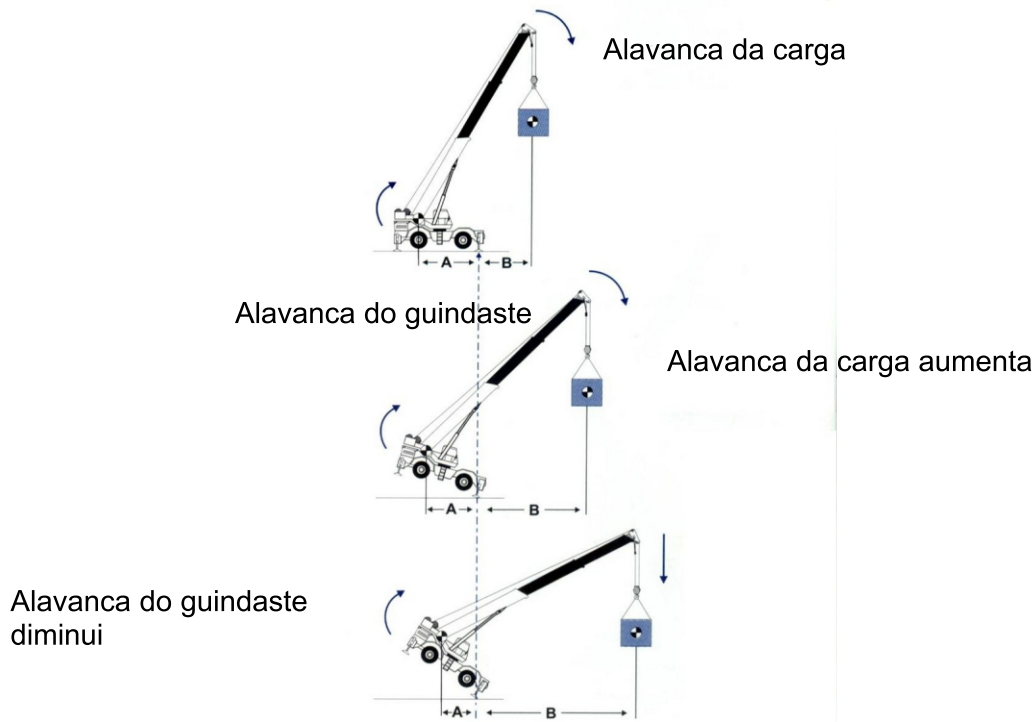 Alavanca da carga
A B
Alavanca do guindaste
Alavanca da carga aumenta
A B
Alavanca do guindaste
diminui
A B